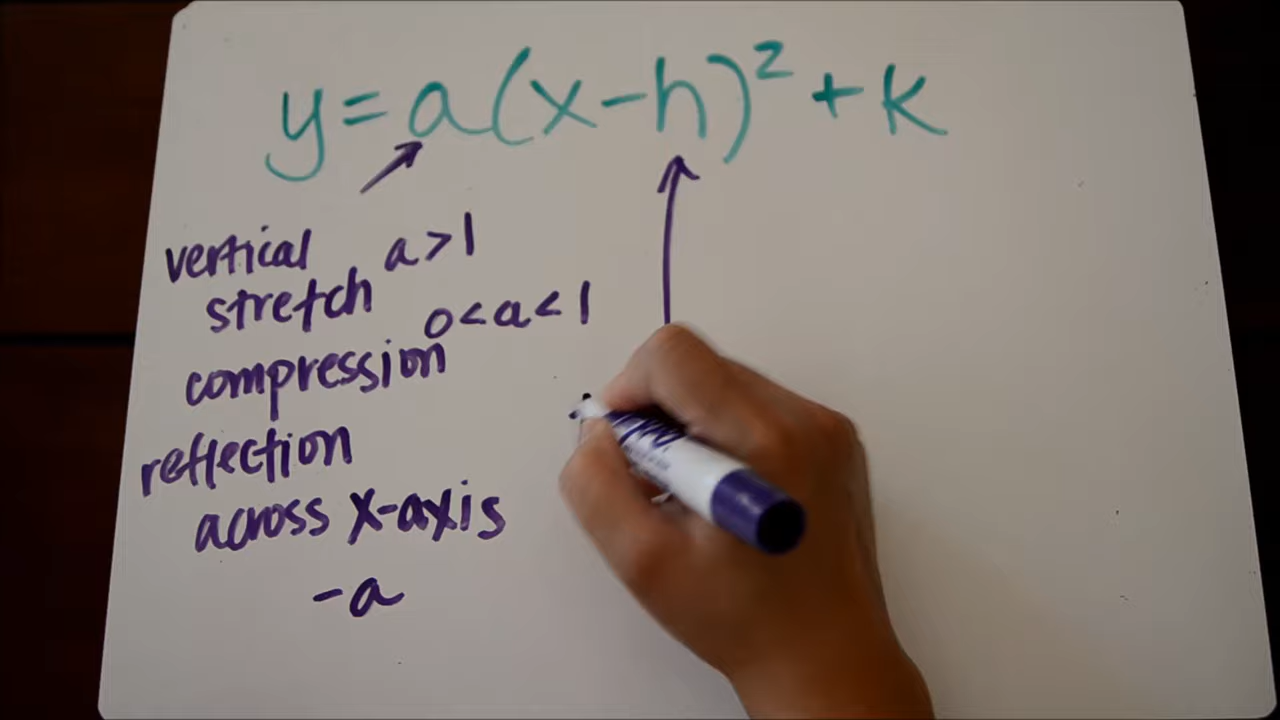 y=a(x-h)²+k
vertical a>1
stretch
0<a<1
compression
reflection
across x-axis
-a